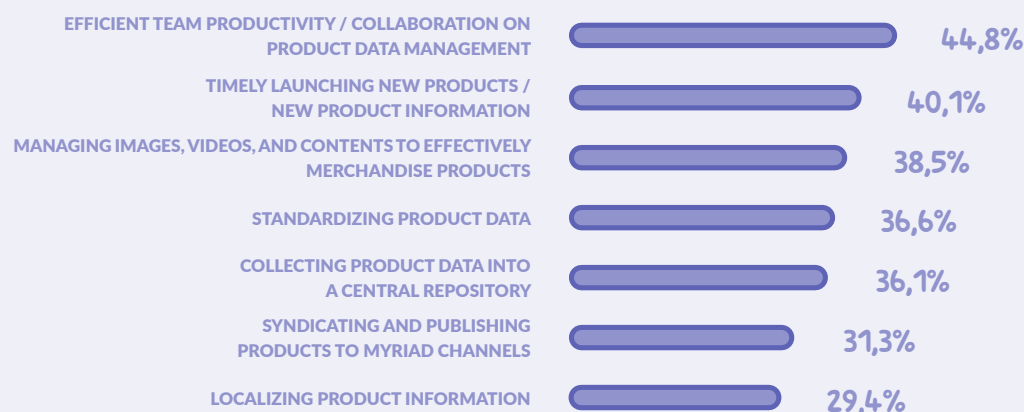 EFFICIENT TEAM PRODUCTIVITY / COLLABORATION ON
PRODUCT DATA MANAGEMENT
44,8%
TIMELY LAUNCHING NEW PRODUCTS /
NEW PRODUCT INFORMATION
40,1%
MANAGING IMAGES, VIDEOS, AND CONTENTS TO EFFECTIVELY
MERCHANDISE PRODUCTS
38,5%
STANDARDIZING PRODUCT DATA
36,6%
COLLECTING PRODUCT DATA INTO
A CENTRAL REPOSITORY
36,1%
SYNDICATING AND PUBLISHING
PRODUCTS TO MYRIAD CHANNELS
31,3%
LOCALIZING PRODUCT INFORMATION
29,4%